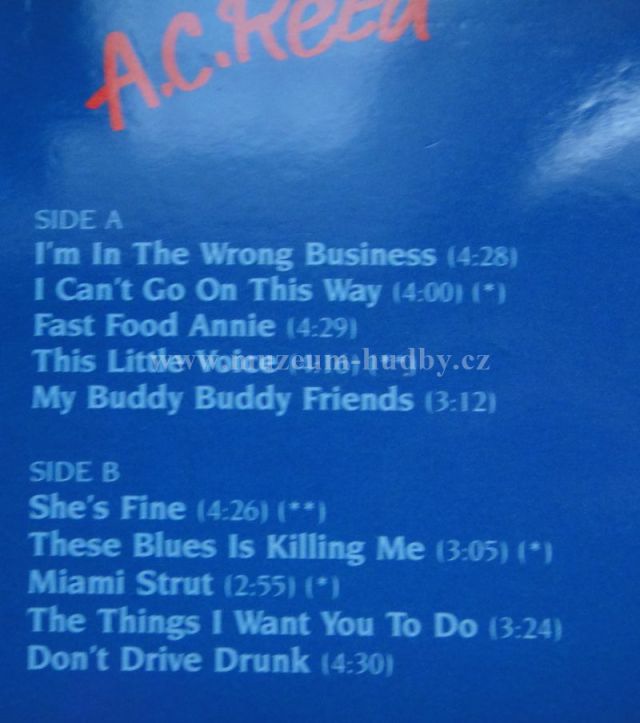 A.C.Reed
SIDE A
I'm In The Wrong Business (4:28)
I Can't Go On This Way (4:00) (*)
Fast Food Annie (4:29)
This Little Voice (**)
www.muzeum-hudby.cz
My Buddy Buddy Friends (3:12)
SIDE B
She's Fine (4:26) (**)
These Blues Is Killing Me (3:05) (*)
Miami Strut (2:55) (*)
The Things I Want You To Do (3:24)
Don't Drive Drunk (4:30)